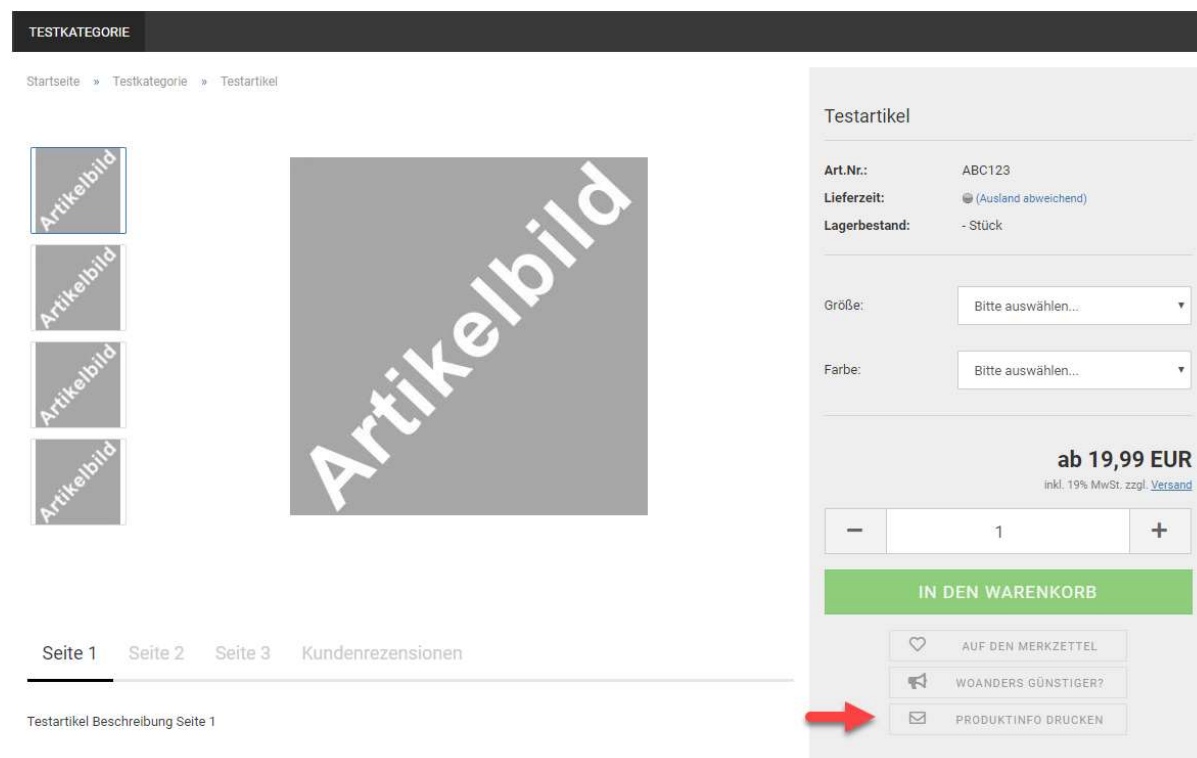 TESTKATEGORIE
Startseite » Testkategorie » Testartikel
Artikelbild
Artikelbild
Artikelbild
Artikelbild
Artikelbild
Seite 1 Seite 2 Seite 3 Kundenrezensionen
Testartikel Beschreibung Seite 1
Testartikel
Art.Nr.: ABC123
Lieferzeit: (Ausland abweichend)
Lagerbestand: - Stück
Größe: Bitte auswählen...
Farbe: Bitte auswählen...
ab 19,99 EUR
inkl. 19% MwSt. zzgl. Versand
− 1 +
IN DEN WARENKORB
AUF DEN MERKZETTEL
WOANDERS GÜNSTIGER?
PRODUKTINFO DRUCKEN